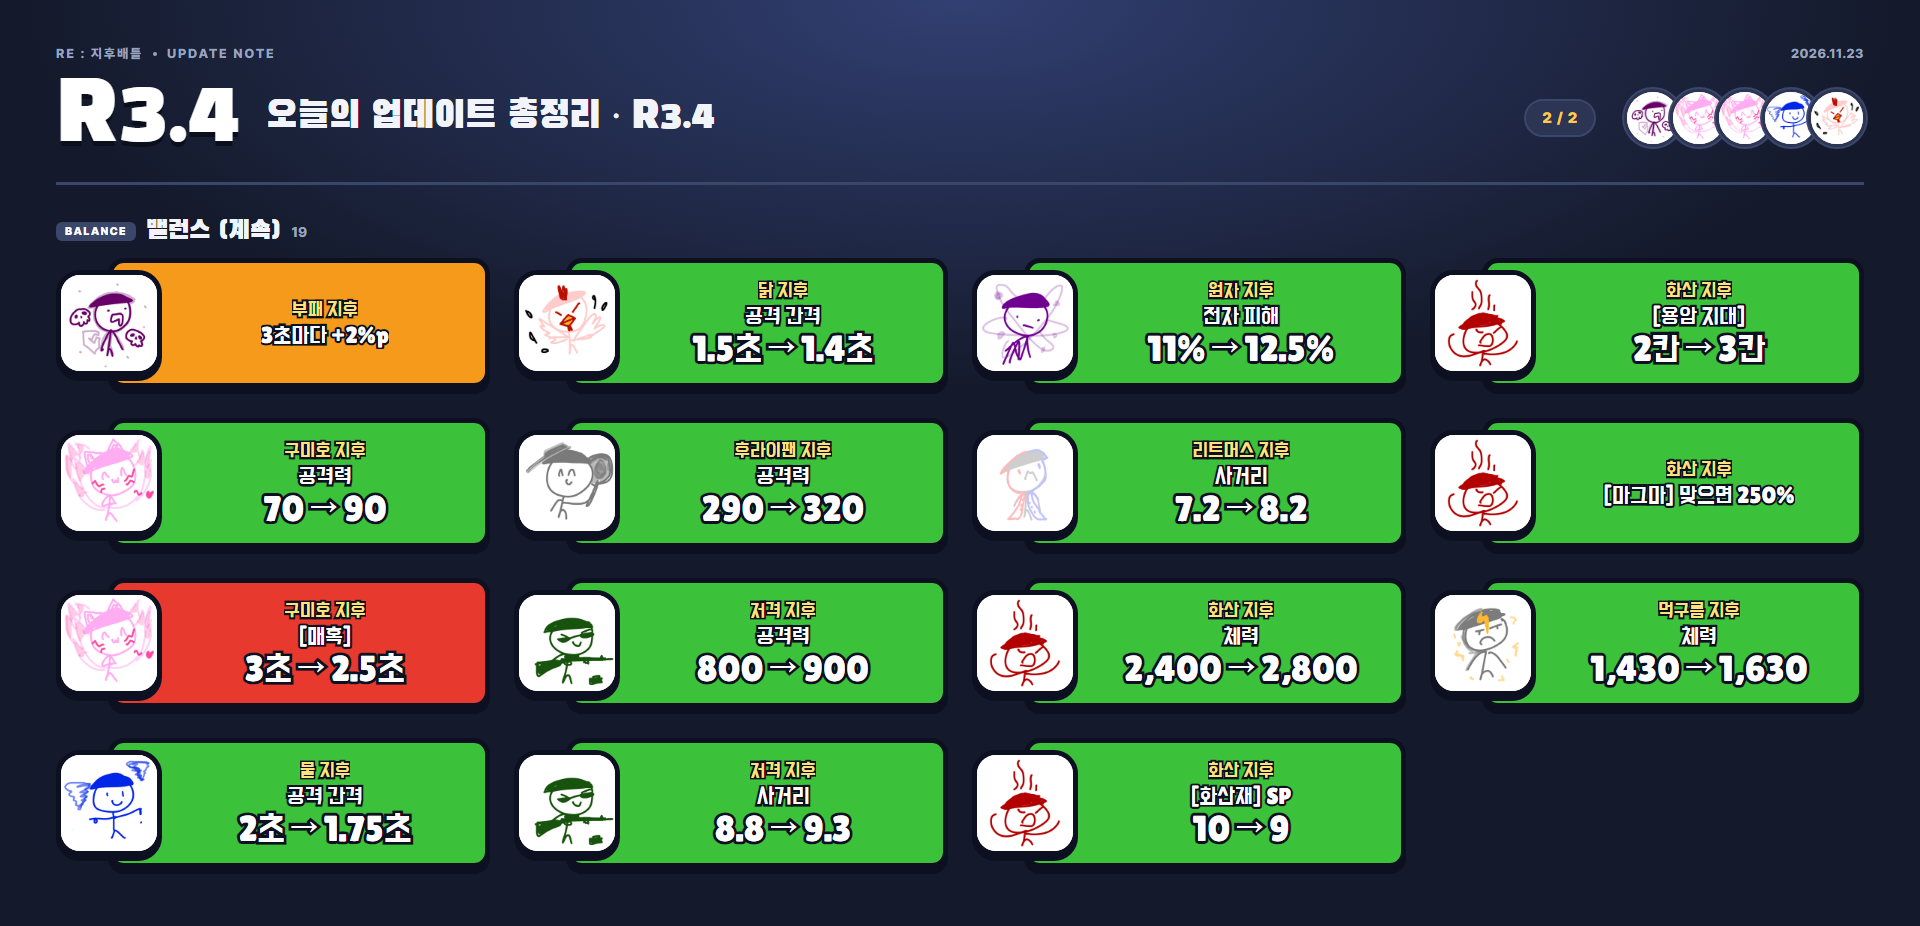 RE : 지후배틀 • UPDATE NOTE
2026.11.23
R3.4
오늘의 업데이트 총정리 · R3.4
2 / 2
BALANCE
밸런스 (계속) 19
부패 지후
3초마다 +2%p
닭 지후
공격 간격
1.5초→1.4초
원자 지후
전자 피해
11%→12.5%
화산 지후
[용암 지대]
2칸→3칸
구미호 지후
공격력
70→90
후라이팬 지후
공격력
290→320
리트머스 지후
사거리
7.2→8.2
화산 지후
[마그마] 맞으면 250%
구미호 지후
[매혹]
3초→2.5초
저격 지후
공격력
800→900
화산 지후
체력
2,400→2,800
먹구름 지후
체력
1,430→1,630
물 지후
공격 간격
2초→1.75초
저격 지후
사거리
8.8→9.3
화산 지후
[화산재] SP
10→9